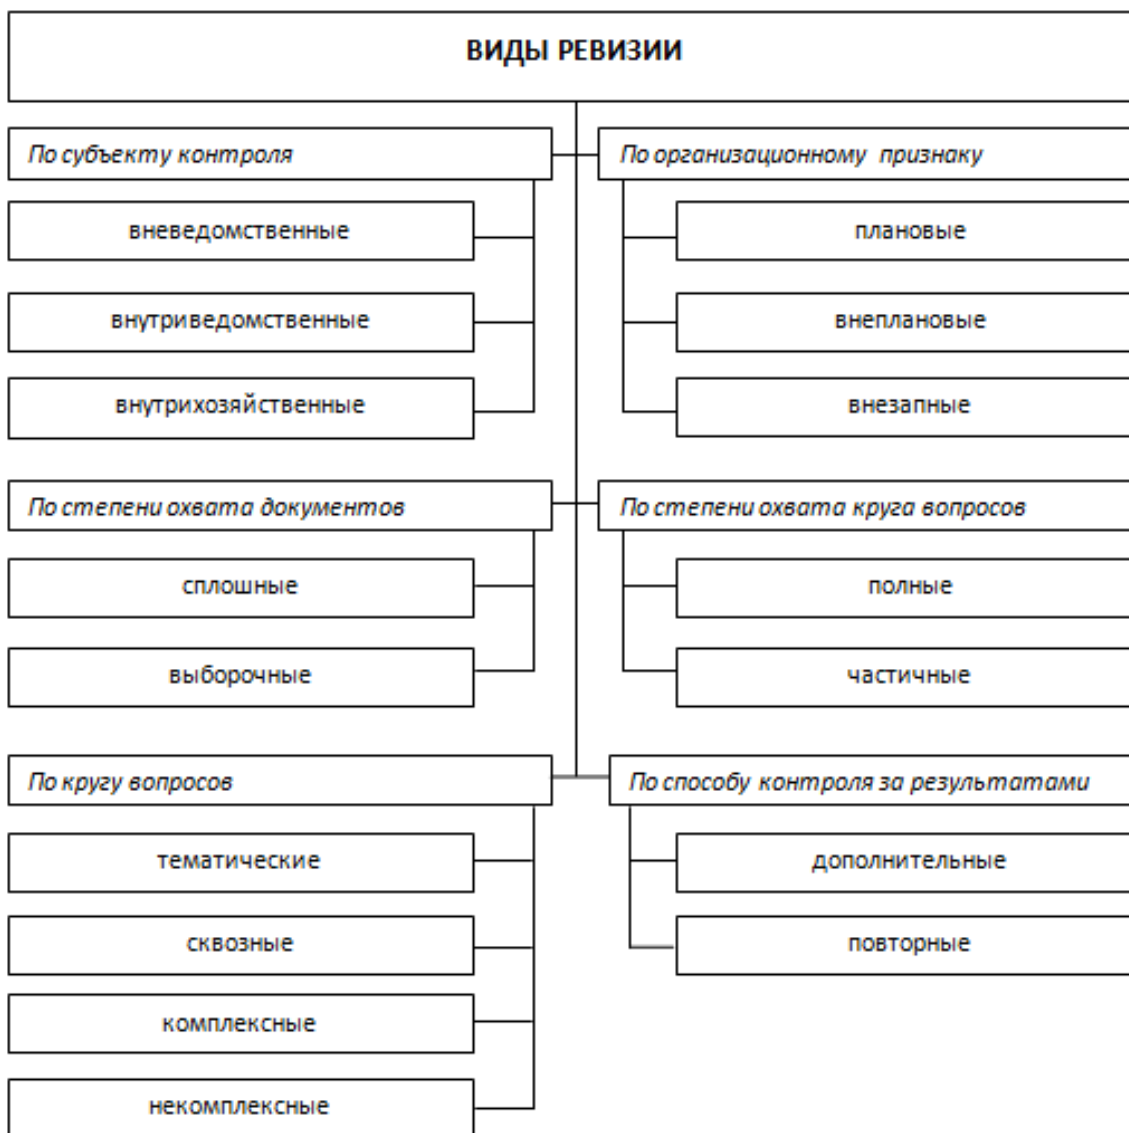 ВИДЫ РЕВИЗИИ
По субъекту контроля
вневедомственные
внутриведомственные
внутрихозяйственные
По организационному признаку
плановые
внеплановые
внезапные
По степени охвата документов
сплошные
выборочные
По степени охвата круга вопросов
полные
частичные
По кругу вопросов
тематические
сквозные
комплексные
некомплексные
По способу контроля за результатами
дополнительные
повторные